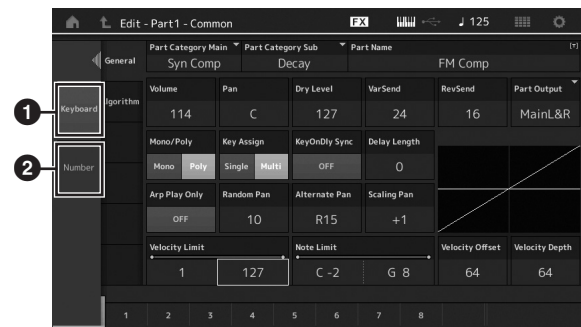 Edit - Part1 - Common FX 125
Part Category Main Part Category Sub Part Name [T]
General Syn Comp Decay FM Comp
Volume Pan Dry Level VarSend RevSend Part Output
1 Keyboard lgorithm 114 C 127 24 16 MainL&R
Mono/Poly Key Assign KeyOnDly Sync Delay Length
2 Number Mono Poly Single Multi OFF 0
Arp Play Only Random Pan Alternate Pan Scaling Pan
OFF 10 R15 +1
Velocity Limit Note Limit Velocity Offset Velocity Depth
1 127 C -2 G 8 64 64
1 2 3 4 5 6 7 8